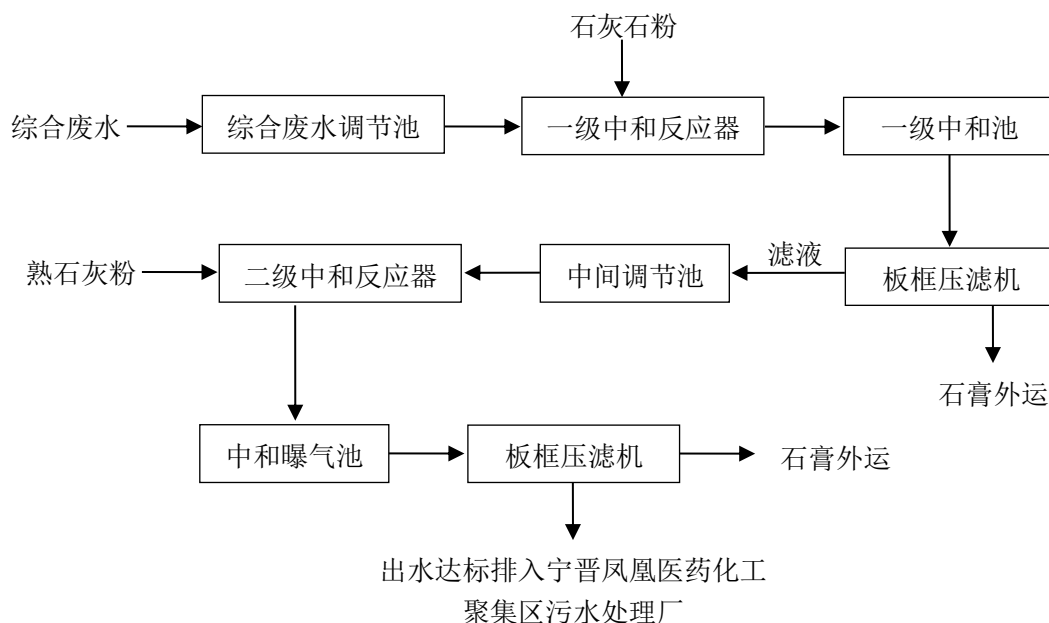 石灰石粉
综合废水
综合废水调节池
一级中和反应器
一级中和池
熟石灰粉
二级中和反应器
中间调节池
滤液
板框压滤机
石膏外运
中和曝气池
板框压滤机
石膏外运
出水达标排入宁晋凤凰医药化工
聚集区污水处理厂